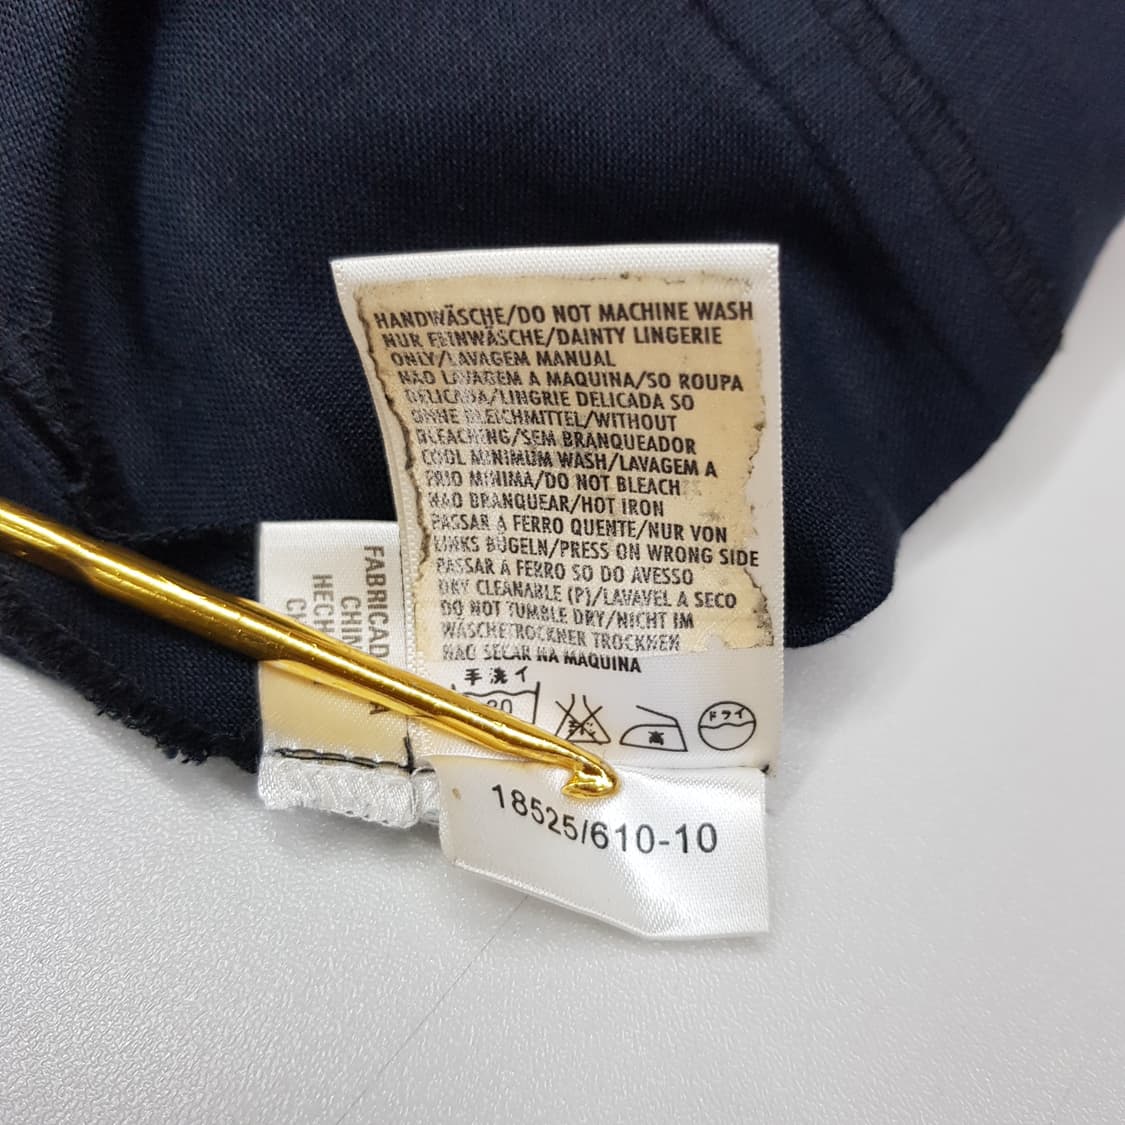 HANDWÄSCHE/DO NOT MACHINE WASH
NUR FEINWÄSCHE/DAINTY LINGERIE
ONLY/LAVAGEM MANUAL
NAO LAVAGEM A MAQUINA/SO ROUPA
DELICADA/LINGRIE DELICADA SO
OHNE BLEICHMITTEL/WITHOUT
BLEACHING/SEM BRANQUEADOR
COOL MINIMUM WASH/LAVAGEM A
FRIO MINIMA/DO NOT BLEACH
NAO BRANQUEAR/HOT IRON
PASSAR A FERRO QUENTE/NUR VON
LINKS BÜGELN/PRESS ON WRONG SIDE
PASSAR A FERRO SO DO AVESSO
DRY CLEANABLE (P)/LAVAVEL A SECO
DO NOT TUMBLE DRY/NICHT IM
WASCHETROCKNER TROCKNEN
NAO SECAR NA MAQUINA
手洗イ
30
高
ドライ
18525/610-10
FABRICAD
CHIN
HECH